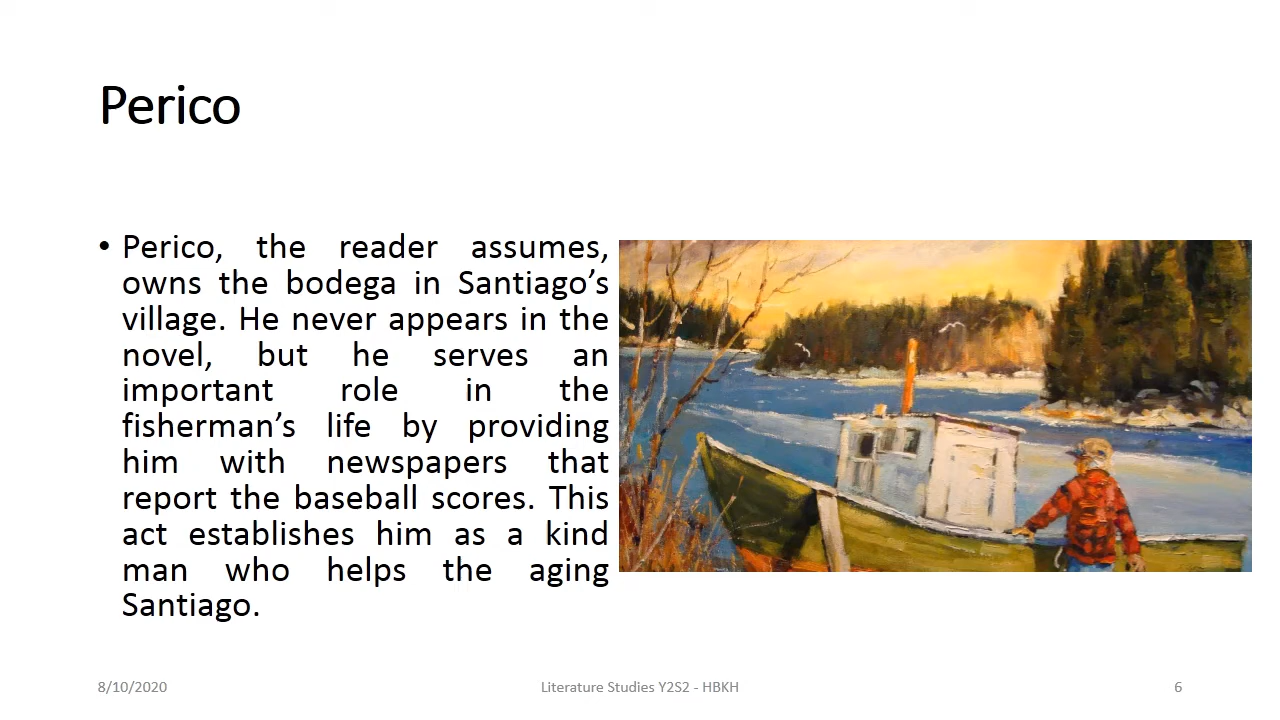 Perico
• Perico, the reader assumes,
owns the bodega in Santiago’s
village. He never appears in the
novel, but he serves an
important role in the
fisherman’s life by providing
him with newspapers that
report the baseball scores. This
act establishes him as a kind
man who helps the aging
Santiago.
8/10/2020
Literature Studies Y2S2 - HBKH
6